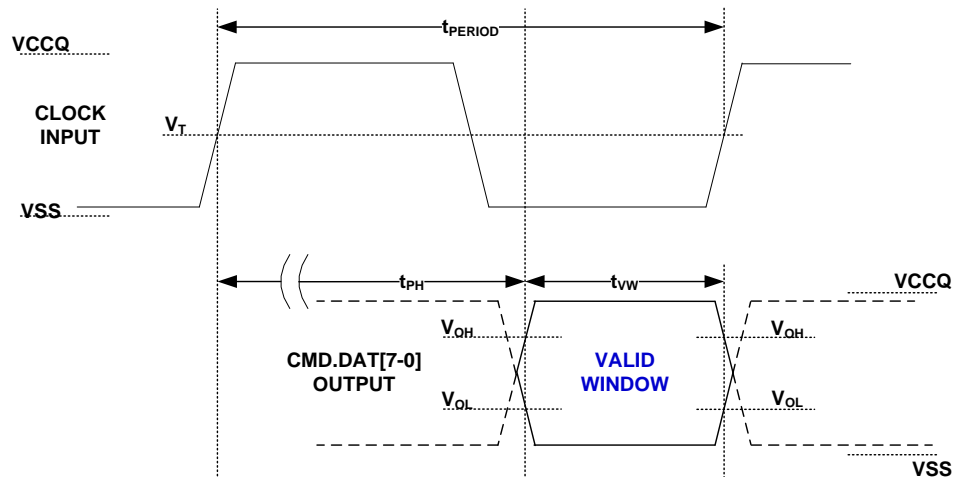 tPERIOD
VCCQ
CLOCK
INPUT
VT
VSS
tPH
tVW
VCCQ
VOH
VOH
CMD.DAT[7-0]
OUTPUT
VALID
WINDOW
VOL
VOL
VSS